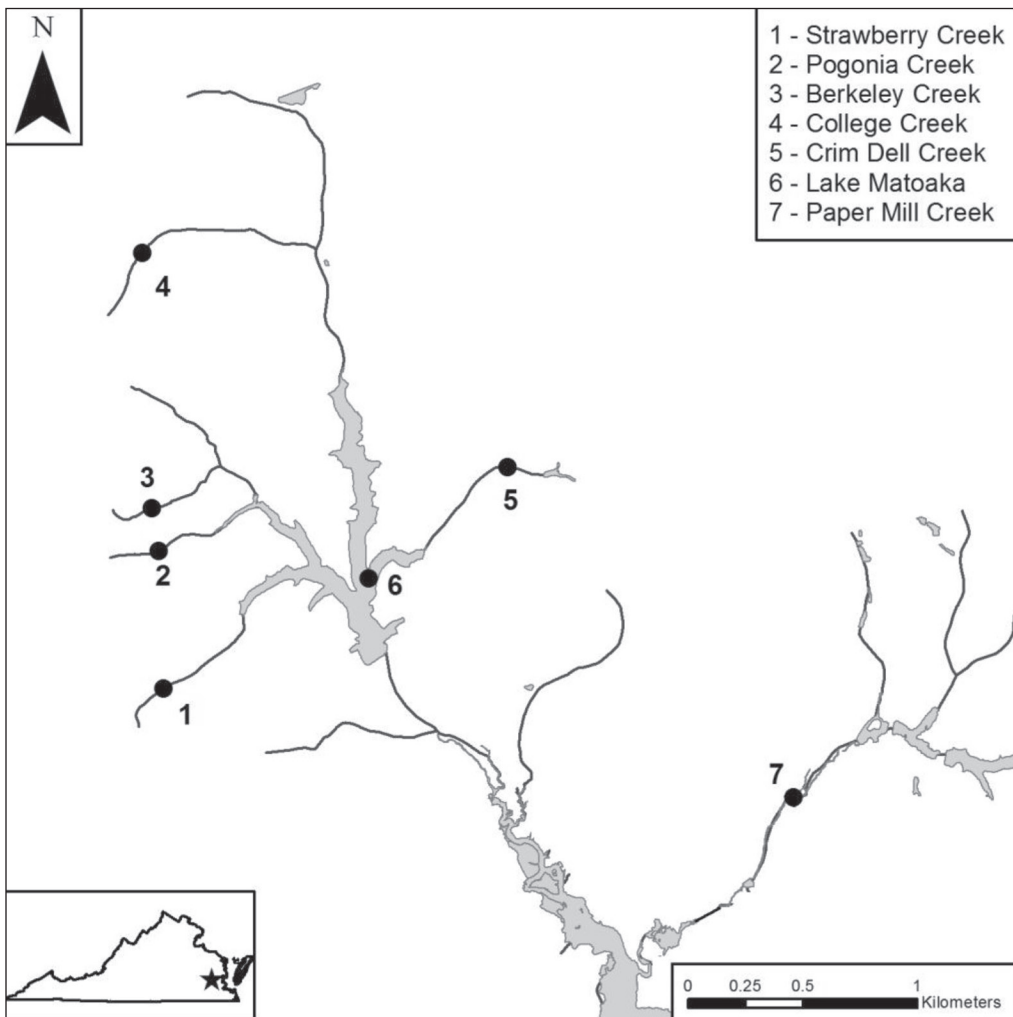 N
1 - Strawberry Creek
2 - Pogonia Creek
3 - Berkeley Creek
4 - College Creek
5 - Crim Dell Creek
6 - Lake Matoaka
7 - Paper Mill Creek
4
3
5
2
6
1
7
0 0.25 0.5 1
Kilometers